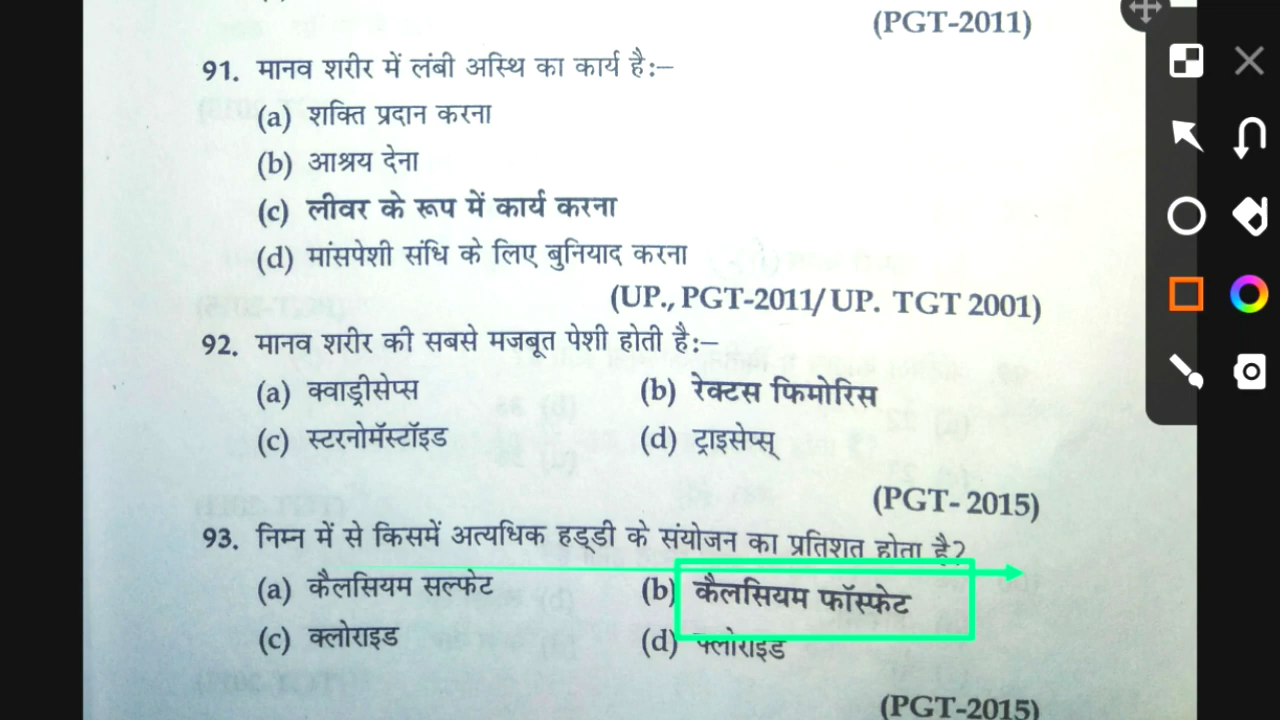 (PGT-2011)
91. मानव शरीर में लंबी अस्थि का कार्य है:–
(a) शक्ति प्रदान करना
(b) आश्रय देना
(c) लीवर के रूप में कार्य करना
(d) मांसपेशी संधि के लिए बुनियाद करना
(UP., PGT-2011/ UP. TGT 2001)
92. मानव शरीर की सबसे मजबूत पेशी होती है:–
(a) क्वाड्रीसेप्स (b) रेक्टस फिमोरिस
(c) स्टरनोमॅस्टॉइड (d) ट्राइसेप्स्
(PGT- 2015)
93. निम्न में से किसमें अत्यधिक हड्डी के संयोजन का प्रतिशत होता है?
(a) कैलसियम सल्फेट (b) कैलसियम फॉस्फेट
(c) क्लोराइड (d) फ्लोराइड
(PGT-2015)